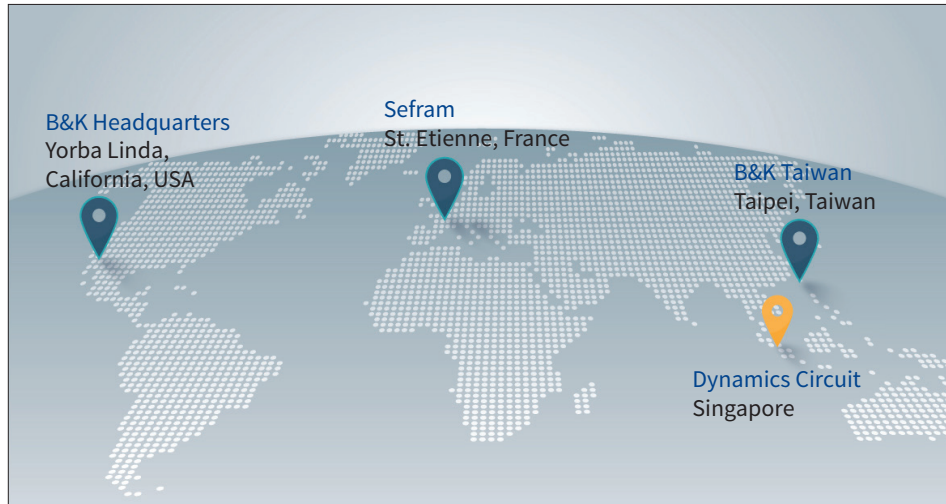 B&K Headquarters
Yorba Linda,
California, USA
Sefram
St. Etienne, France
B&K Taiwan
Taipei, Taiwan
Dynamics Circuit
Singapore